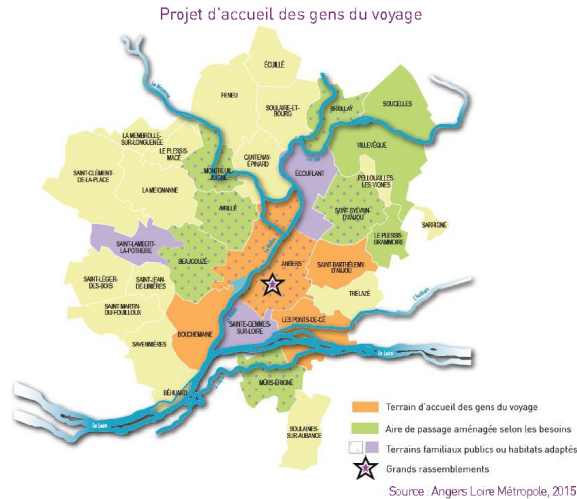 Projet d'accueil des gens du voyage
ÉCUILLÉ
La Mayenne
FENEU
SOULAIRE-ET-
BOURG
BRIOLLAY
SOUCELLES
LA MEMBROLLE-
SUR-LONGUENÉE
LE PLESSIS
MACÉ
VILLEVÊQUE
CANTENAY-
ÉPINARD
ÉCOUFLANT
PELLOUAILLES-
LES-VIGNES
SAINT-CLÉMENT-
DE-LA-PLACE
LA MEIGNANNE
MONTREUIL-
JUIGNÉ
AVRILLÉ
SAINT-SYLVAIN
D'ANJOU
SARRIGNÉ
LE PLESSIS-
GRAMMOIRE
SAINT-LAMBERT-
LA-POTHERIE
BEAUCOUZÉ
ANGERS
SAINT-BARTHÉLEMY-
D'ANJOU
SAINT-LÉGER-
DES-BOIS
SAINT-JEAN-
DE-LINIÈRES
TRÉLAZÉ
SAINT-MARTIN-
DU-FOUILLOUX
BOUCHEMAINE
SAINTE-GEMMES-
SUR-LOIRE
LES PONTS-DE-CÉ
SAVENNIÈRES
La Loire
BÉHUARD
MÛRS-ÉRIGNÉ
La Loire
SOULAINES-
SUR-AUBANCE
Terrain d'accueil des gens du voyage
Aire de passage aménagée selon les besoins
Terrains familiaux publics ou habitats adaptés
Grands rassemblements
Source : Angers Loire Métropole, 2015